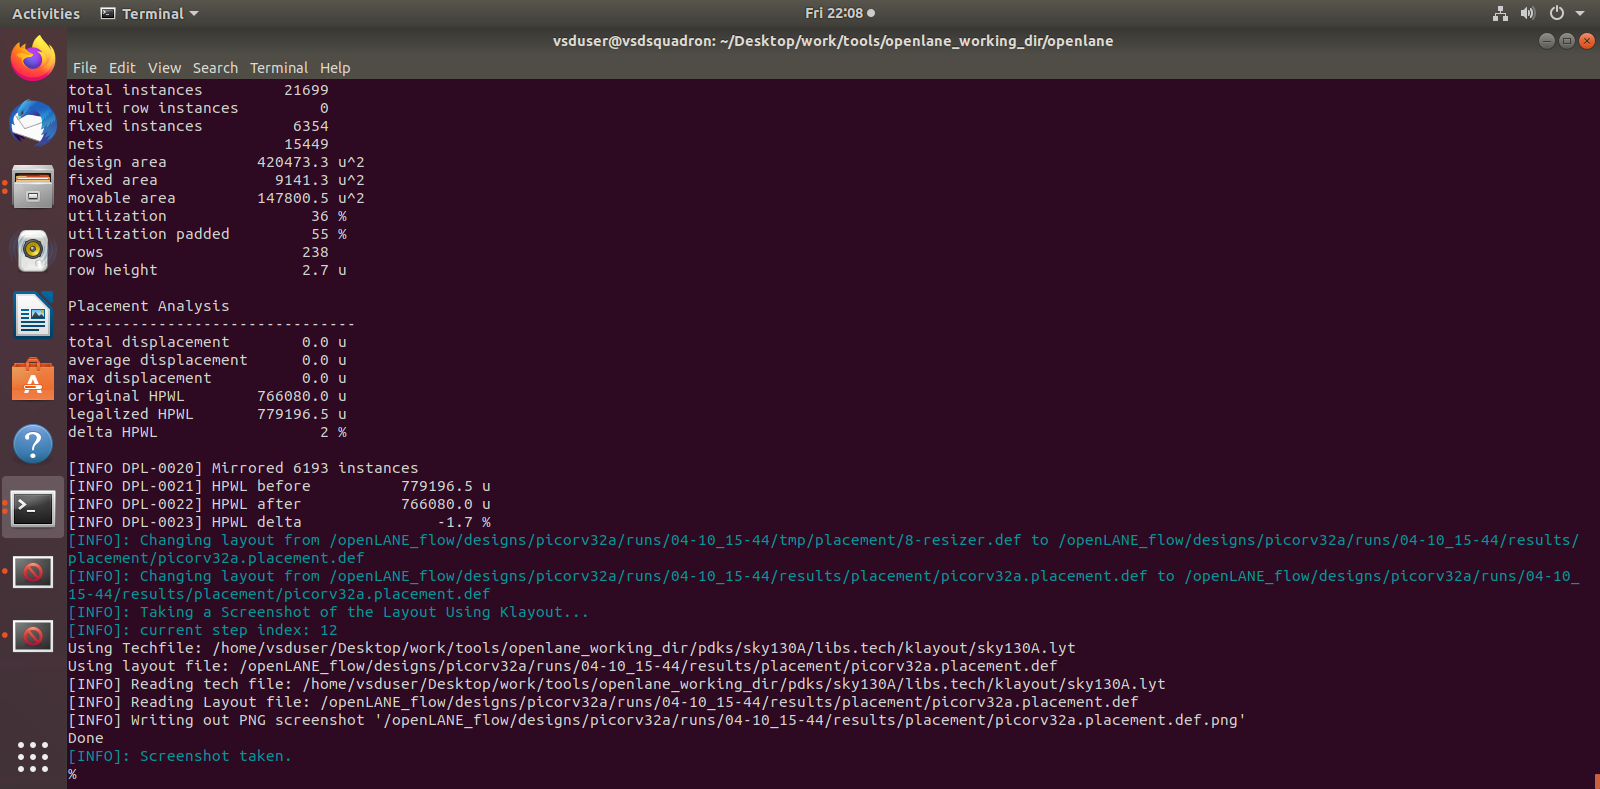 Activities Terminal Fri 22:08
vsduser@vsdsquadron: ~/Desktop/work/tools/openlane_working_dir/openlane
File Edit View Search Terminal Help
total instances 21699
multi row instances 0
fixed instances 6354
nets 15449
design area 420473.3 u^2
fixed area 9141.3 u^2
movable area 147800.5 u^2
utilization 36 %
utilization padded 55 %
rows 238
row height 2.7 u
Placement Analysis
--------------------------------
total displacement 0.0 u
average displacement 0.0 u
max displacement 0.0 u
original HPWL 766080.0 u
legalized HPWL 779196.5 u
delta HPWL 2 %
[INFO DPL-0020] Mirrored 6193 instances
[INFO DPL-0021] HPWL before 779196.5 u
[INFO DPL-0022] HPWL after 766080.0 u
[INFO DPL-0023] HPWL delta -1.7 %
[INFO]: Changing layout from /openLANE_flow/designs/picorv32a/runs/04-10_15-44/tmp/placement/8-resizer.def to /openLANE_flow/designs/picorv32a/runs/04-10_15-44/results/
placement/picorv32a.placement.def
[INFO]: Changing layout from /openLANE_flow/designs/picorv32a/runs/04-10_15-44/results/placement/picorv32a.placement.def to /openLANE_flow/designs/picorv32a/runs/04-10_
15-44/results/placement/picorv32a.placement.def
[INFO]: Taking a Screenshot of the Layout Using Klayout...
[INFO]: current step index: 12
Using Techfile: /home/vsduser/Desktop/work/tools/openlane_working_dir/pdks/sky130A/libs.tech/klayout/sky130A.lyt
Using layout file: /openLANE_flow/designs/picorv32a/runs/04-10_15-44/results/placement/picorv32a.placement.def
[INFO] Reading tech file: /home/vsduser/Desktop/work/tools/openlane_working_dir/pdks/sky130A/libs.tech/klayout/sky130A.lyt
[INFO] Reading Layout file: /openLANE_flow/designs/picorv32a/runs/04-10_15-44/results/placement/picorv32a.placement.def
[INFO] Writing out PNG screenshot '/openLANE_flow/designs/picorv32a/runs/04-10_15-44/results/placement/picorv32a.placement.def.png'
Done
[INFO]: Screenshot taken.
%